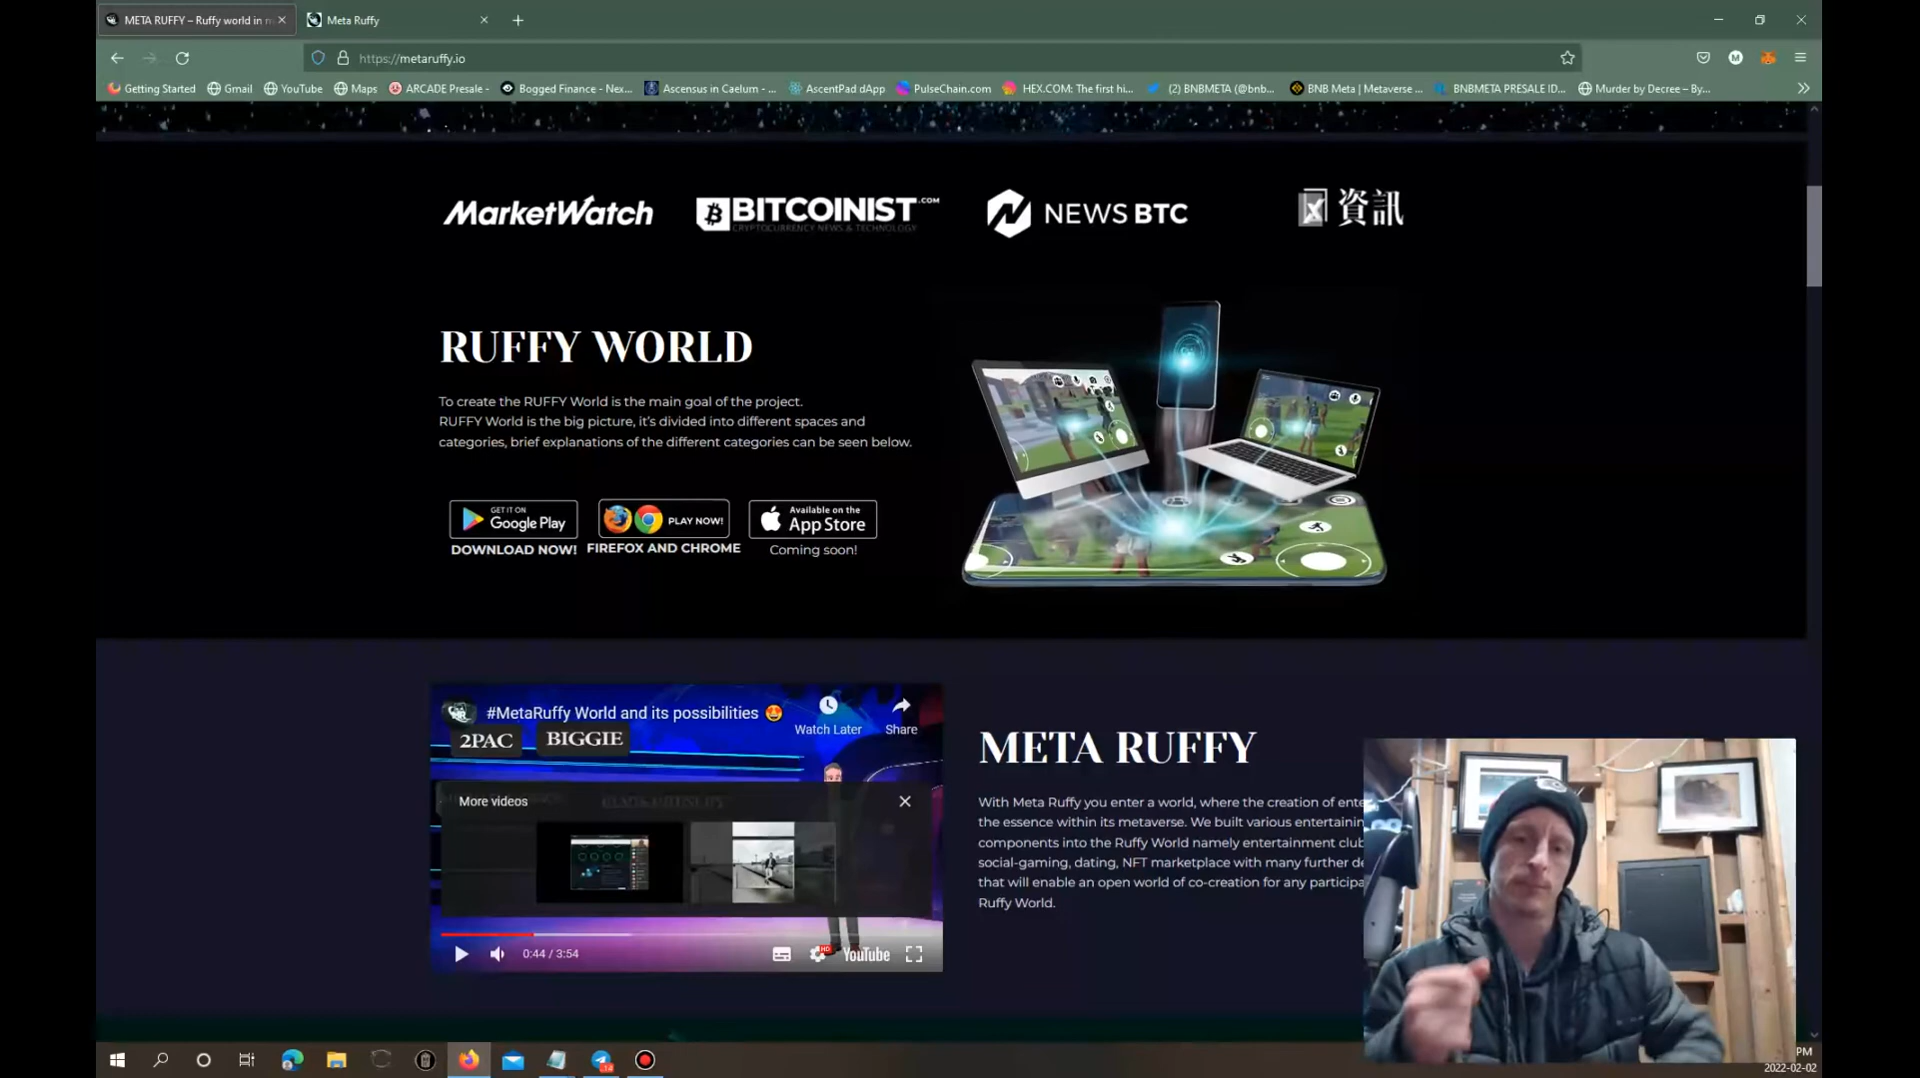 META RUFFY – Ruffy world in
Meta Ruffy
https://metaruffy.io
Getting Started
Gmail
YouTube
Maps
ARCADE Presale -
Bogged Finance - Nex...
Ascensus in Caelum - ...
AscentPad dApp
PulseChain.com
HEX.COM: The first hi...
(2) BNBMETA (@bnb...
BNB Meta | Metaverse ...
BNBMETA PRESALE ID...
Murder by Decree – By...
MarketWatch
BITCOINIST.COM
CRYPTOCURRENCY NEWS & TECHNOLOGY
NEWS BTC
X 資訊
RUFFY WORLD
To create the RUFFY World is the main goal of the project.
RUFFY World is the big picture, it's divided into different spaces and
categories, brief explanations of the different categories can be seen below.
GET IT ON
Google Play
DOWNLOAD NOW!
PLAY NOW!
FIREFOX AND CHROME
Available on the
App Store
Coming soon!
#MetaRuffy World and its possibilities
Watch Later
Share
2PAC
BIGGIE
More videos
0:44 / 3:54
HD
YouTube
META RUFFY
With Meta Ruffy you enter a world, where the creation of ente
the essence within its metaverse. We built various entertainin
components into the Ruffy World namely entertainment club
social-gaming, dating, NFT marketplace with many further de
that will enable an open world of co-creation for any participa
Ruffy World.
PM
2022-02-02